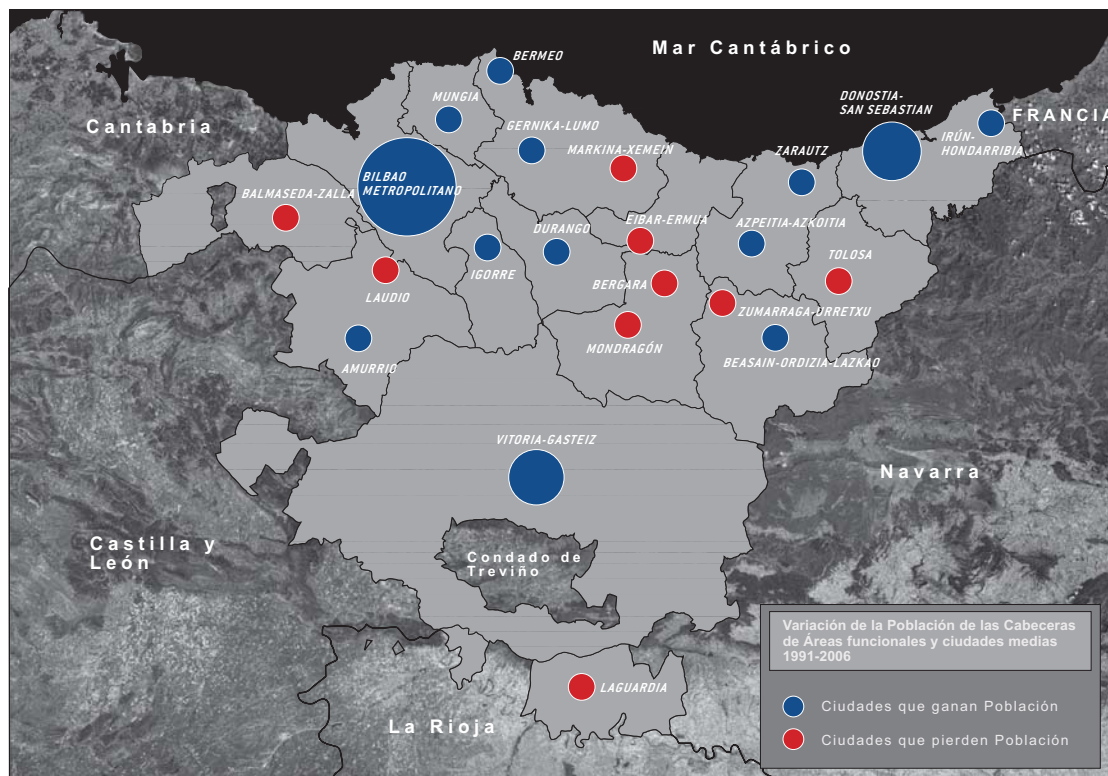 Mar Cantábrico
BERMEO
MUNGIA
DONOSTIA-
SAN SEBASTIAN
FRANCIA
Cantabria
GERNIKA-LUMO
IRÚN-
HONDARRIBIA
MARKINA-XEMEIN
ZARAUTZ
BILBAO
METROPOLITANO
BALMASEDA-ZALLA
EIBAR-ERMUA
AZPEITIA-AZKOITIA
DURANGO
TOLOSA
IGORRE
BERGARA
LAUDIO
ZUMARRAGA-URRETXU
MONDRAGÓN
BEASAIN-ORDIZIA-LAZKAO
AMURRIO
VITORIA-GASTEIZ
Navarra
Castilla y
León
Condado de
Treviño
LAGUARDIA
La Rioja
Variación de la Población de las Cabeceras
de Áreas funcionales y ciudades medias
1991-2006
Ciudades que ganan Población
Ciudades que pierden Población